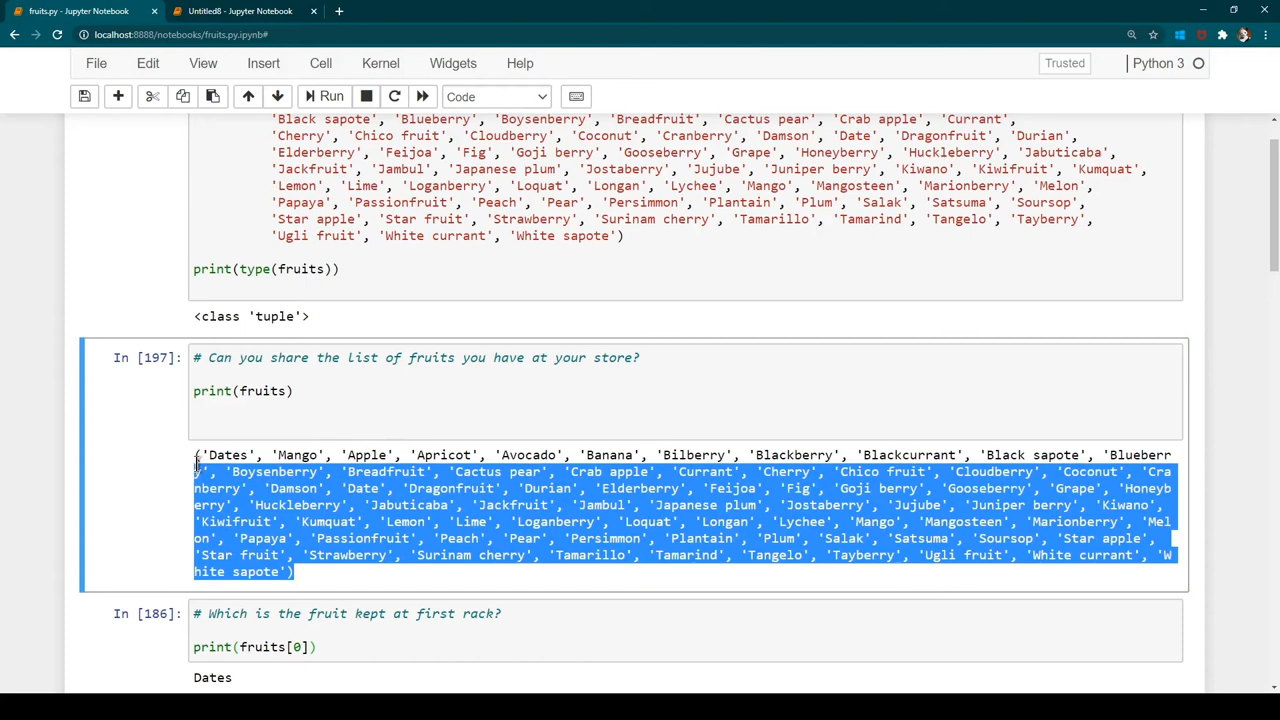 fruits.py - Jupyter Notebook
Untitled8 - Jupyter Notebook
localhost:8888/notebooks/fruits.py.ipynb#
File Edit View Insert Cell Kernel Widgets Help
Trusted
Python 3
Run
Code
'Black sapote', 'Blueberry', 'Boysenberry', 'Breadfruit', 'Cactus pear', 'Crab apple', 'Currant',
'Cherry', 'Chico fruit', 'Cloudberry', 'Coconut', 'Cranberry', 'Damson', 'Date', 'Dragonfruit', 'Durian',
'Elderberry', 'Feijoa', 'Fig', 'Goji berry', 'Gooseberry', 'Grape', 'Honeyberry', 'Huckleberry', 'Jabuticaba',
'Jackfruit', 'Jambul', 'Japanese plum', 'Jostaberry', 'Jujube', 'Juniper berry', 'Kiwano', 'Kiwifruit', 'Kumquat',
'Lemon', 'Lime', 'Loganberry', 'Loquat', 'Longan', 'Lychee', 'Mango', 'Mangosteen', 'Marionberry', 'Melon',
'Papaya', 'Passionfruit', 'Peach', 'Pear', 'Persimmon', 'Plantain', 'Plum', 'Salak', 'Satsuma', 'Soursop',
'Star apple', 'Star fruit', 'Strawberry', 'Surinam cherry', 'Tamarillo', 'Tamarind', 'Tangelo', 'Tayberry',
'Ugli fruit', 'White currant', 'White sapote')
print(type(fruits))
<class 'tuple'>
In [197]: # Can you share the list of fruits you have at your store?
print(fruits)
('Dates', 'Mango', 'Apple', 'Apricot', 'Avocado', 'Banana', 'Bilberry', 'Blackberry', 'Blackcurrant', 'Black sapote', 'Blueberr
y', 'Boysenberry', 'Breadfruit', 'Cactus pear', 'Crab apple', 'Currant', 'Cherry', 'Chico fruit', 'Cloudberry', 'Coconut', 'Cra
nberry', 'Damson', 'Date', 'Dragonfruit', 'Durian', 'Elderberry', 'Feijoa', 'Fig', 'Goji berry', 'Gooseberry', 'Grape', 'Honeyb
erry', 'Huckleberry', 'Jabuticaba', 'Jackfruit', 'Jambul', 'Japanese plum', 'Jostaberry', 'Jujube', 'Juniper berry', 'Kiwano',
'Kiwifruit', 'Kumquat', 'Lemon', 'Lime', 'Loganberry', 'Loquat', 'Longan', 'Lychee', 'Mango', 'Mangosteen', 'Marionberry', 'Mel
on', 'Papaya', 'Passionfruit', 'Peach', 'Pear', 'Persimmon', 'Plantain', 'Plum', 'Salak', 'Satsuma', 'Soursop', 'Star apple',
'Star fruit', 'Strawberry', 'Surinam cherry', 'Tamarillo', 'Tamarind', 'Tangelo', 'Tayberry', 'Ugli fruit', 'White currant', 'W
hite sapote')
In [186]: # Which is the fruit kept at first rack?
print(fruits[0])
Dates